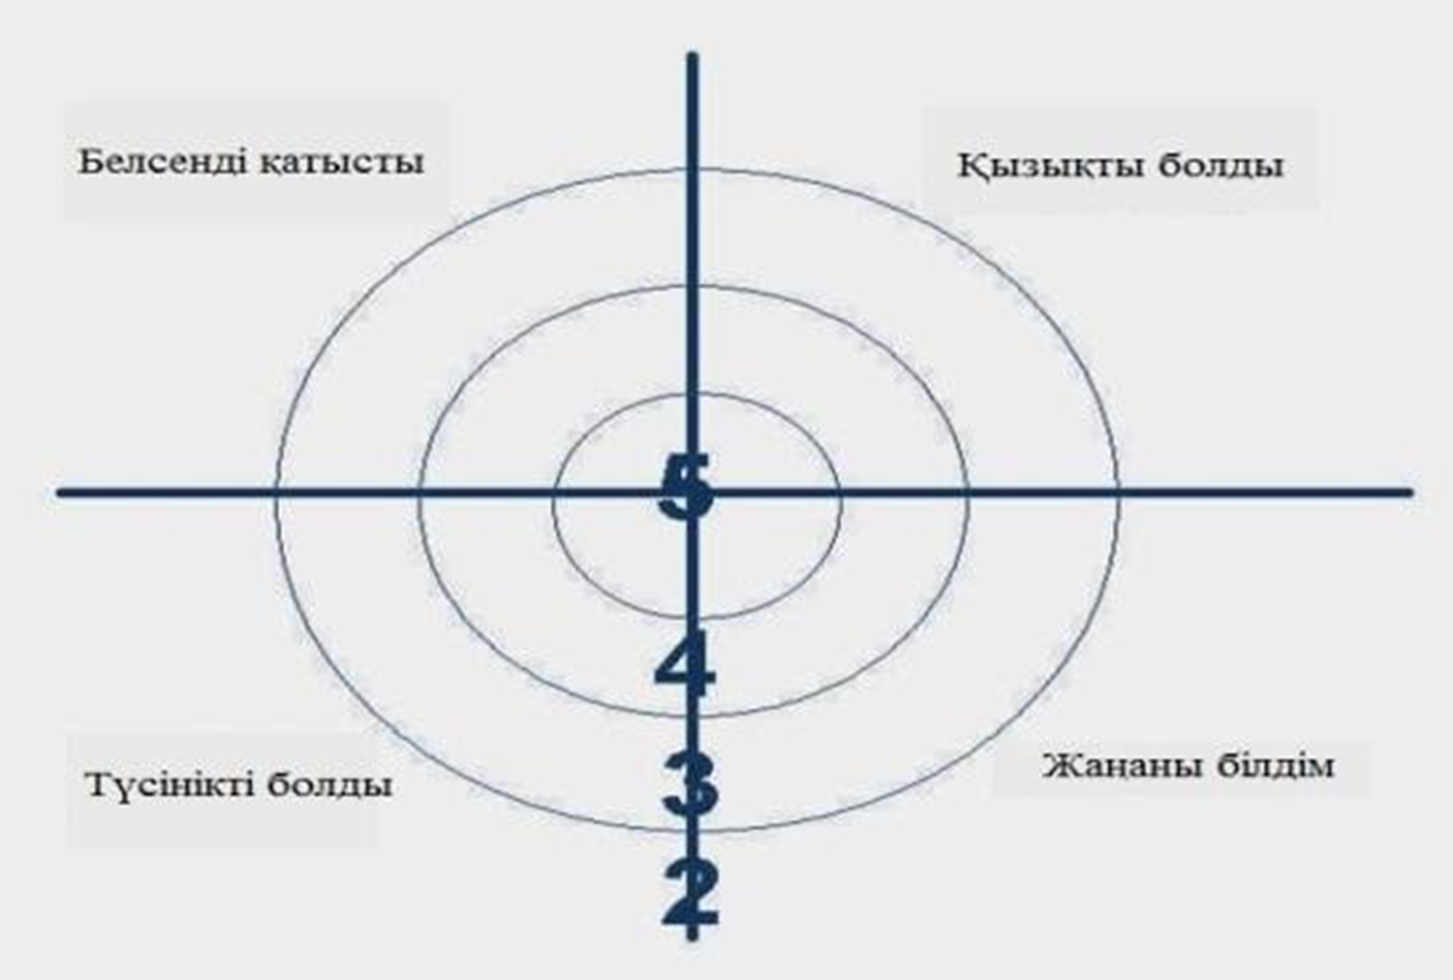 Белсенді қатысты
Қызықты болды
5
4
Түсінікті болды
Жаңаны білдім
3
2